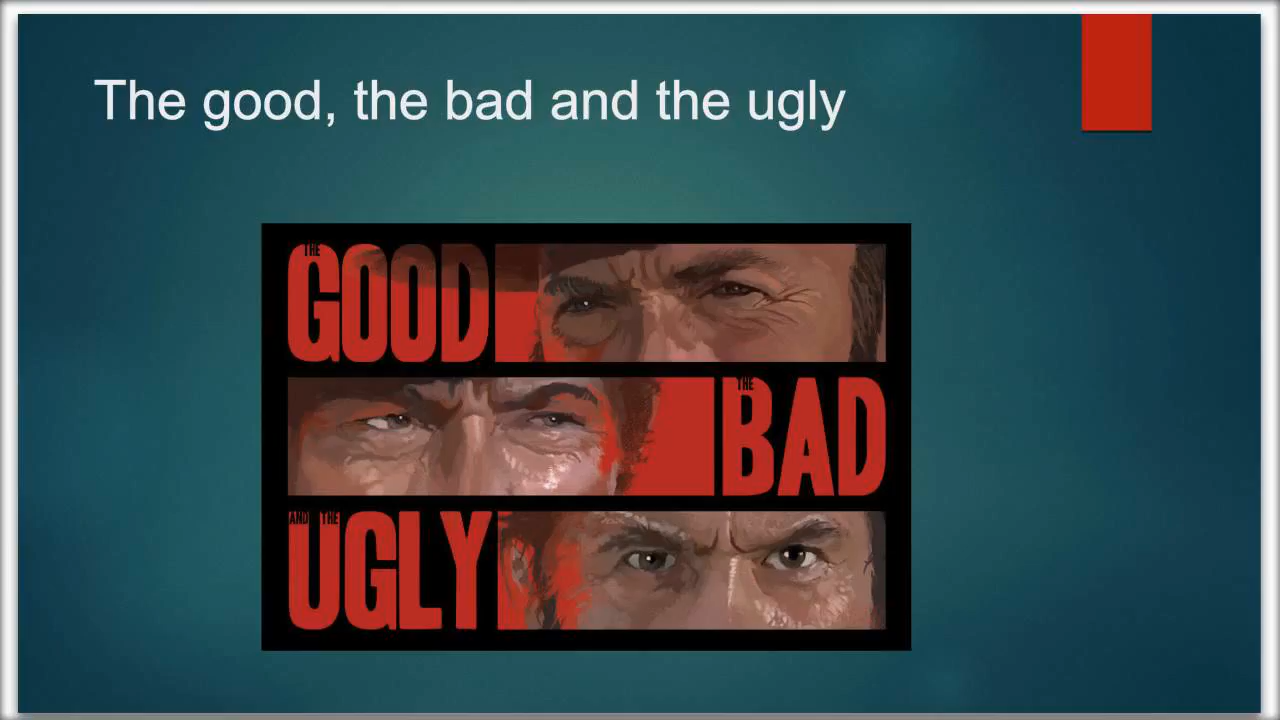 The good, the bad and the ugly
THE
GOOD
THE
BAD
AND THE
UGLY